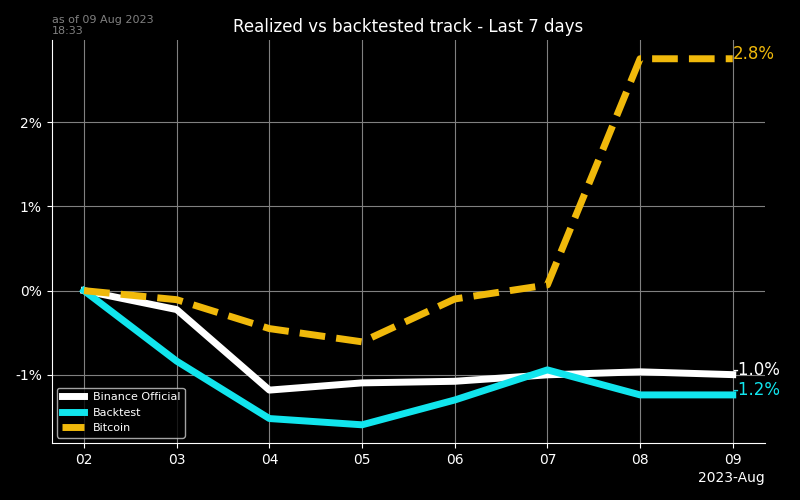 as of 09 Aug 2023
18:33
Realized vs backtested track - Last 7 days
2.8%
2%
1%
0%
-1%
-1.0%
-1.2%
Binance Official
Backtest
Bitcoin
02 03 04 05 06 07 08 09
2023-Aug